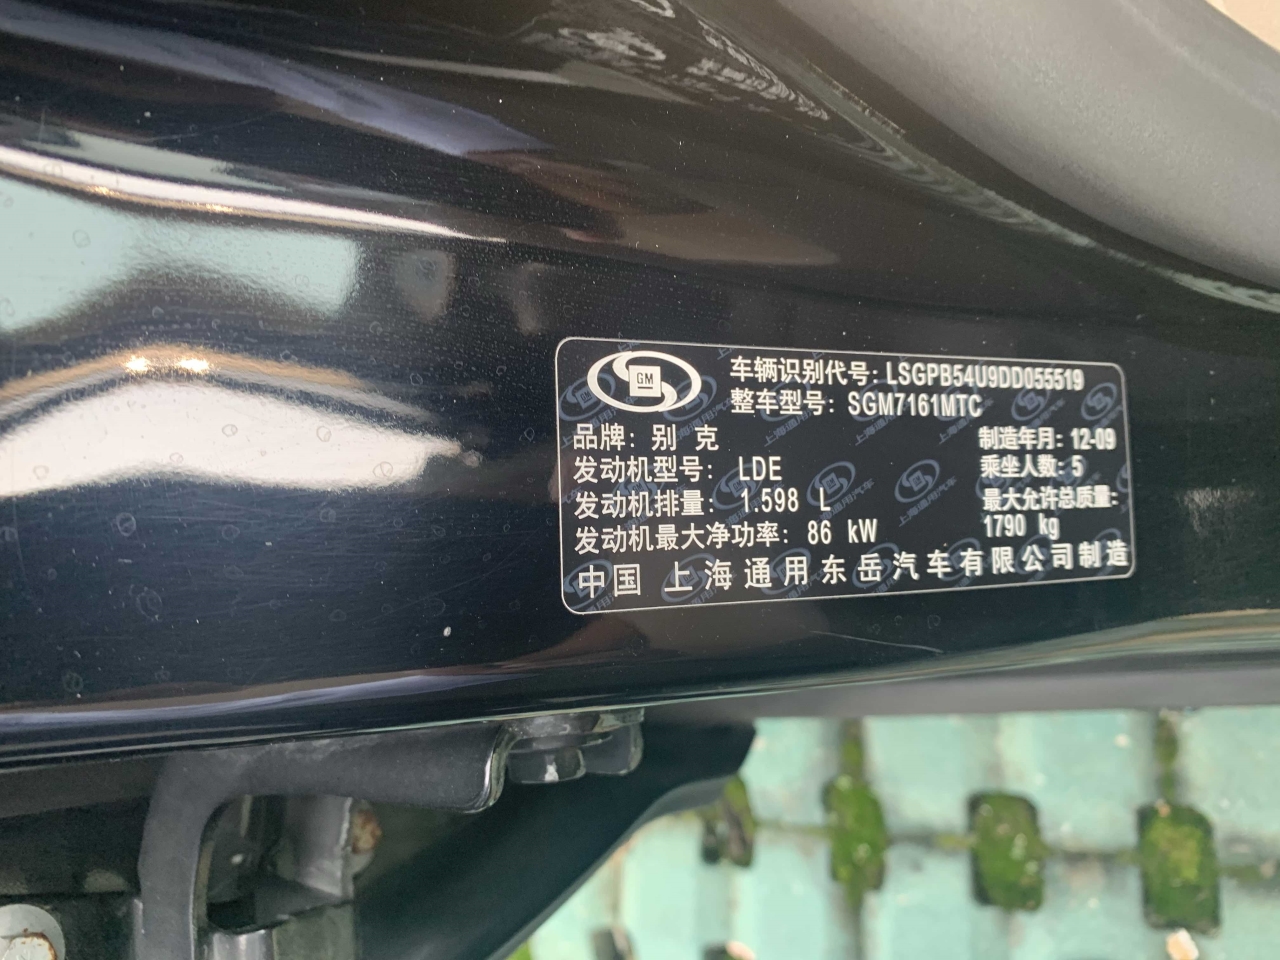 GM
车辆识别代号: LSGPB54U9DD055519
整车型号: SGM7161MTC
品牌: 别 克
制造年月: 12-09
发动机型号: LDE
乘坐人数: 5
发动机排量: 1.598 L
最大允许总质量:
1790 kg
发动机最大净功率: 86 kW
中国 上海通用东岳汽车有限公司制造